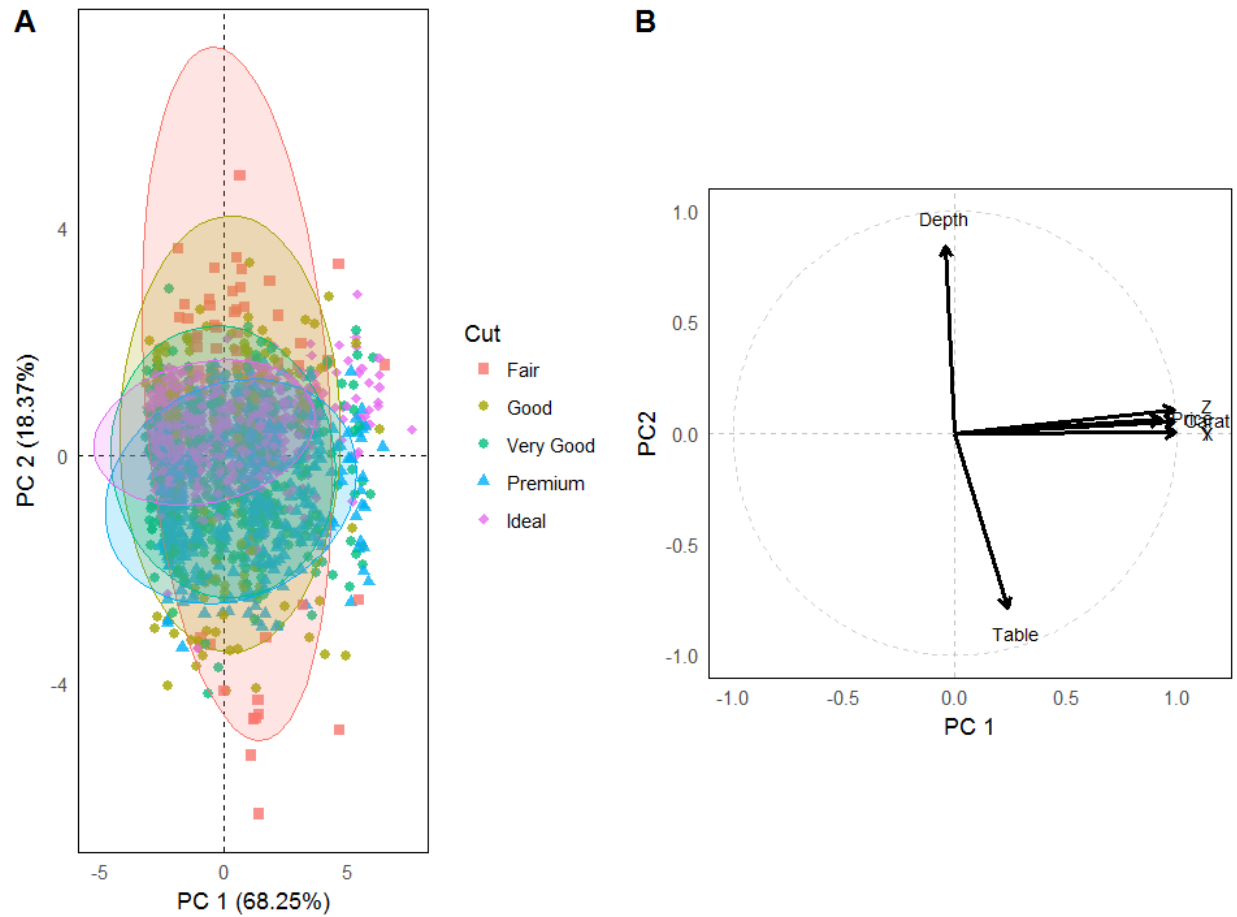 A
PC 2 (18.37%)
4
0
-4
-5
0
5
PC 1 (68.25%)
Cut
Fair
Good
Very Good
Premium
Ideal
B
PC2
1.0
0.5
0.0
-0.5
-1.0
Depth
Z
Price
Carat
Y
X
Table
-1.0
-0.5
0.0
0.5
1.0
PC 1